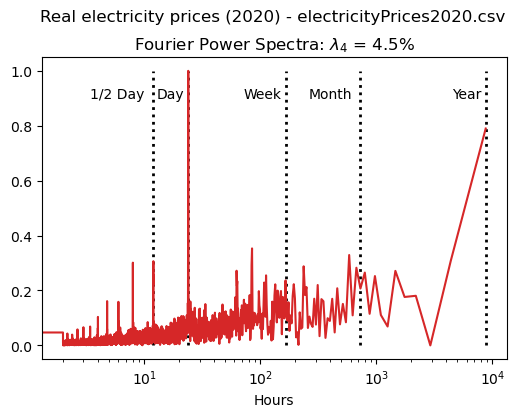 Real electricity prices (2020) - electricityPrices2020.csv
Fourier Power Spectra: λ₄ = 4.5%
1.0
1/2 Day
Day
Week
Month
Year
0.8
0.6
0.4
0.2
0.0
10¹
10²
10³
10⁴
Hours